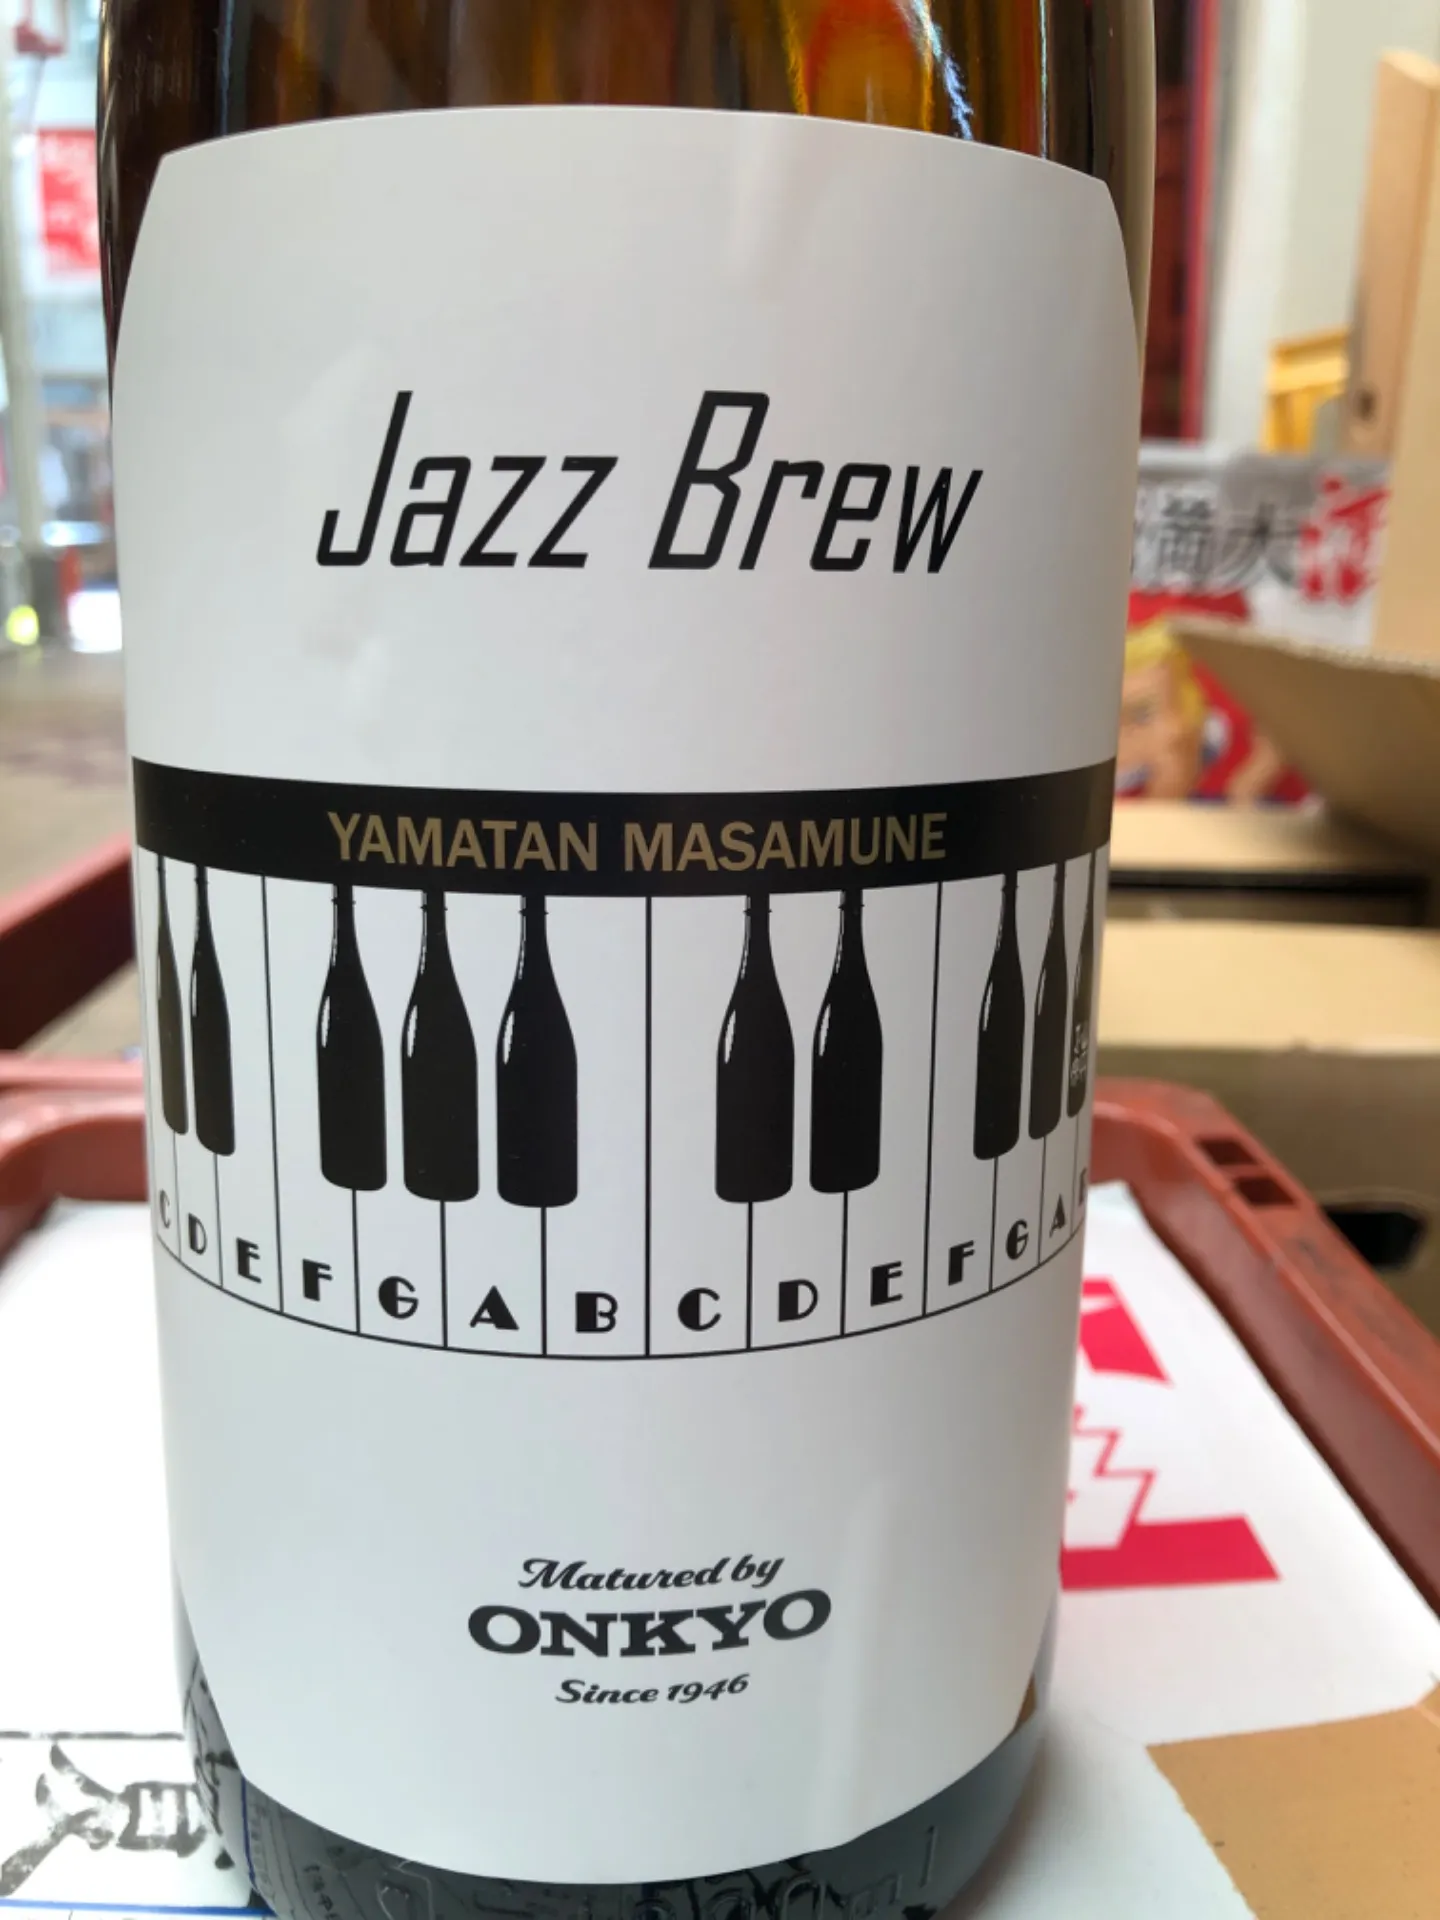 Jazz Brew
YAMATAN MASAMUNE
C D E F G A B C D E F G A B
Matured by
ONKYO
Since 1946